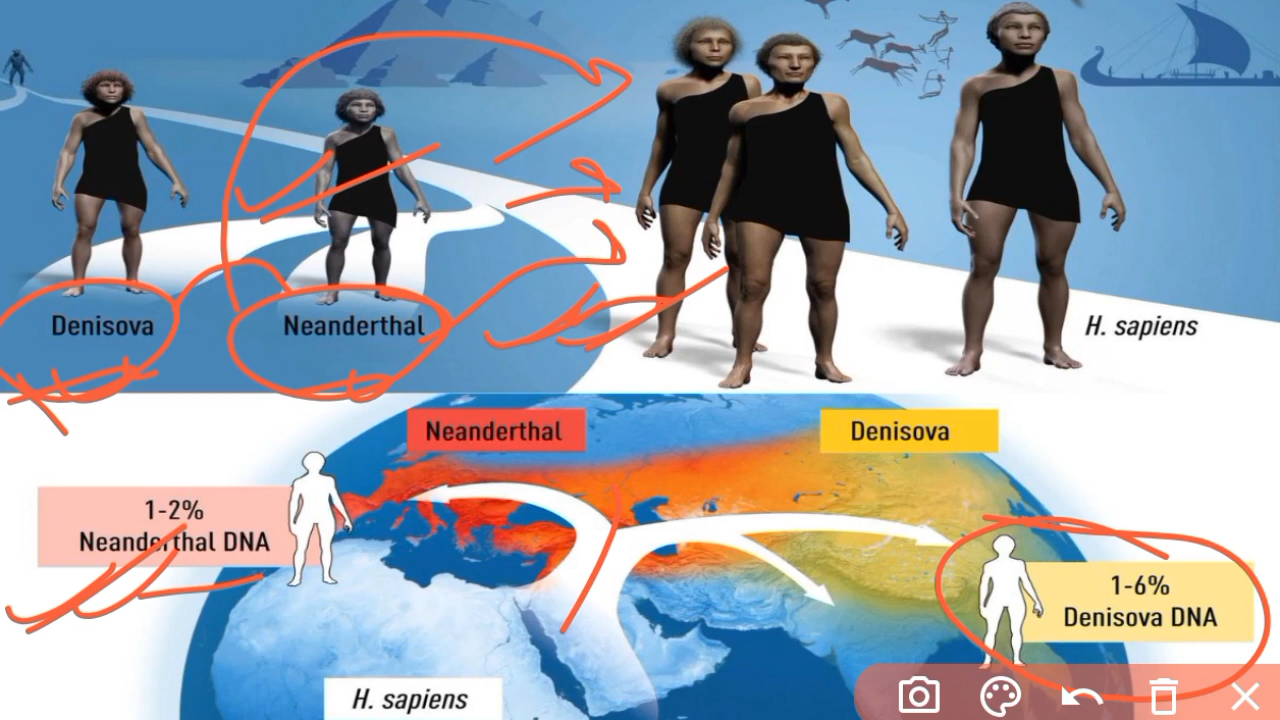 Denisova
Neanderthal
H. sapiens
Neanderthal
Denisova
1-2%
Neanderthal DNA
1-6%
Denisova DNA
H. sapiens